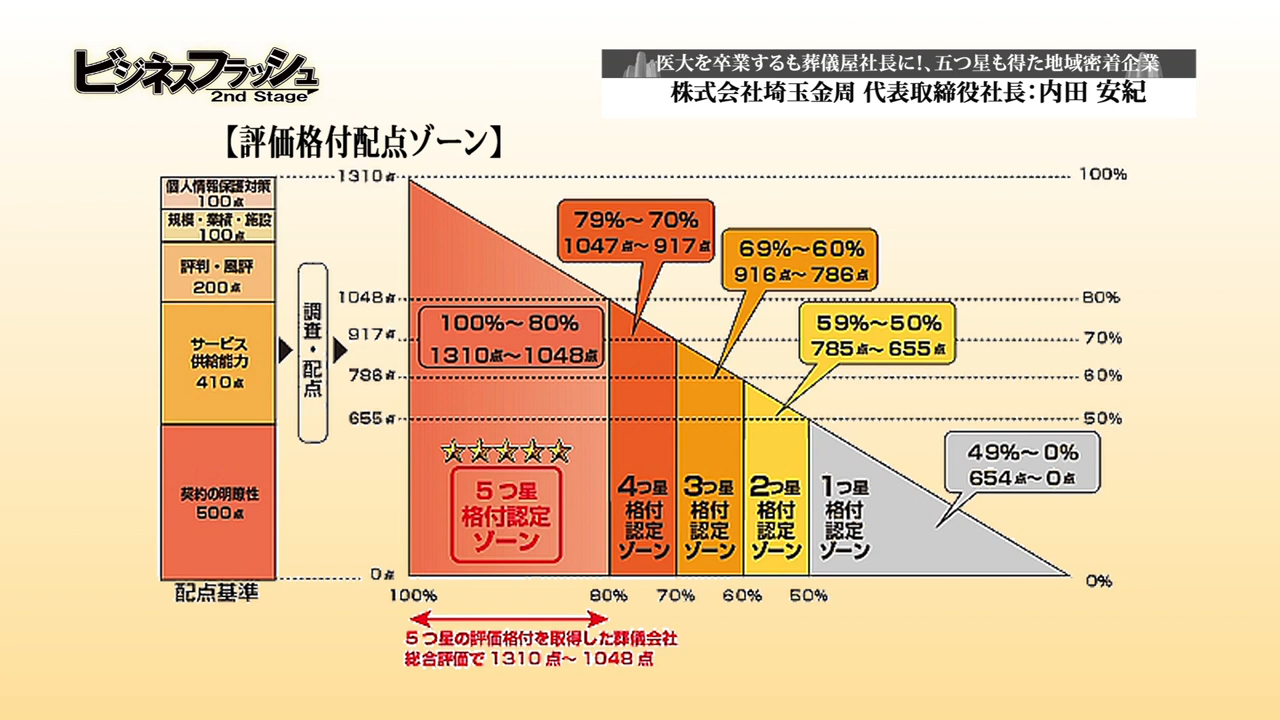 ビジネスフラッシュ
2nd Stage
医大を卒業するも葬儀屋社長に！、五つ星も得た地域密着企業
株式会社埼玉金周 代表取締役社長：内田 安紀
【評価格付配点ゾーン】
個人情報保護対策
100点
規模・業績・施設
100点
評判・風評
200点
サービス
供給能力
410点
契約の明瞭性
500点
配点基準
調査・配点
1310点
1048点
917点
786点
655点
0点
100%
80%
70%
60%
50%
0%
79%～70%
1047点～917点
69%～60%
916点～786点
59%～50%
785点～655点
49%～0%
654点～0点
100%～80%
1310点～1048点
5つ星
格付認定
ゾーン
4つ星
格付
認定
ゾーン
3つ星
格付
認定
ゾーン
2つ星
格付
認定
ゾーン
1つ星
格付
認定
ゾーン
100%
80%
70%
60%
50%
5つ星の評価格付を取得した葬儀会社
総合評価で1310点～1048点